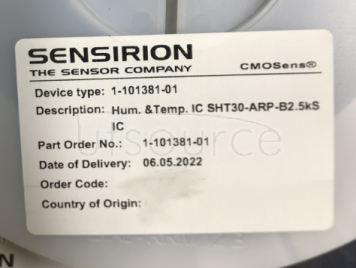 SENSIRION
THE SENSOR COMPANY CMOSens®
Device type: 1-101381-01
Description: Hum. &Temp. IC SHT30-ARP-B2.5kS
IC
Part Order No.: 1-101381-01
Date of Delivery: 06.05.2022
Order Code:
Country of Origin:
utsource